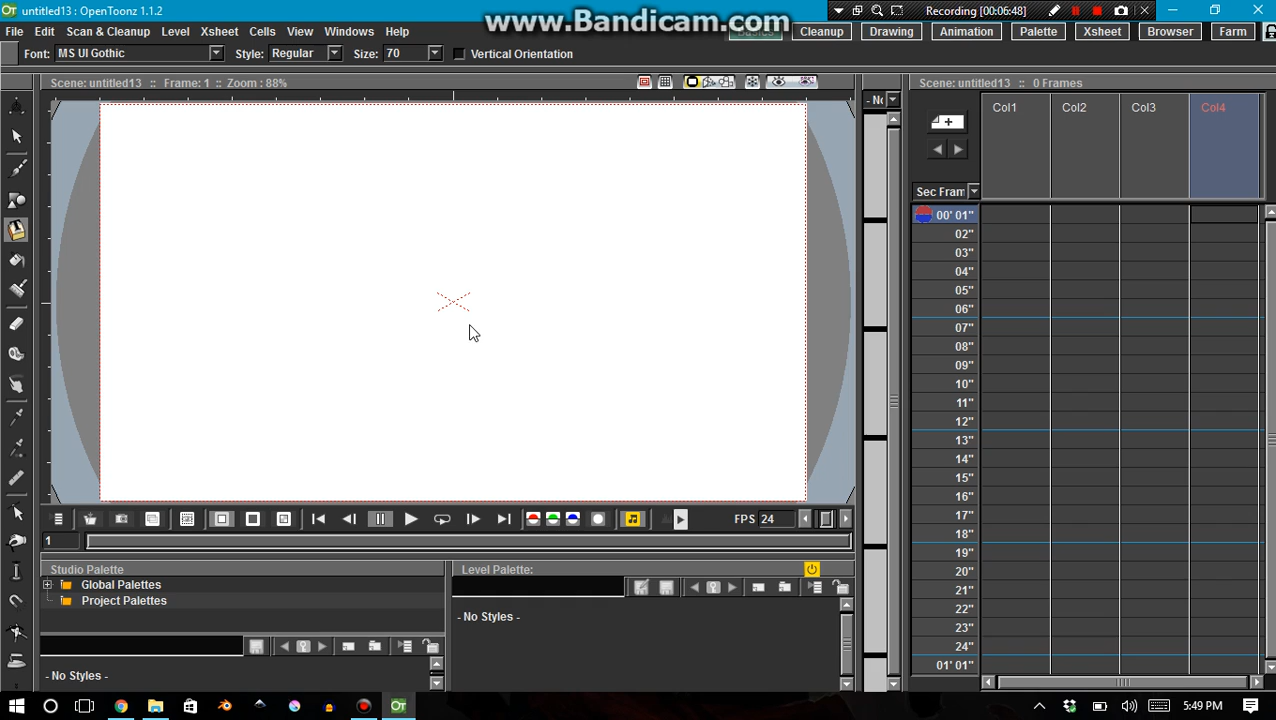 untitled13 : OpenToonz 1.1.2
www.Bandicam.com
Recording [00:06:48]
File Edit Scan & Cleanup Level Xsheet Cells View Windows Help
Basics Cleanup Drawing Animation Palette Xsheet Browser Farm
Font: MS UI Gothic Style: Regular Size: 70 Vertical Orientation
Scene: untitled13 :: Frame: 1 :: Zoom : 88%
Scene: untitled13 :: 0 Frames
Col1 Col2 Col3 Col4
Sec Fram
00' 01"
02"
03"
04"
05"
06"
07"
08"
09"
10"
11"
12"
13"
14"
15"
16"
17"
18"
19"
20"
21"
22"
23"
24"
01' 01"
FPS 24
1
Studio Palette
Global Palettes
Project Palettes
- No Styles -
Level Palette:
- No Styles -
5:49 PM